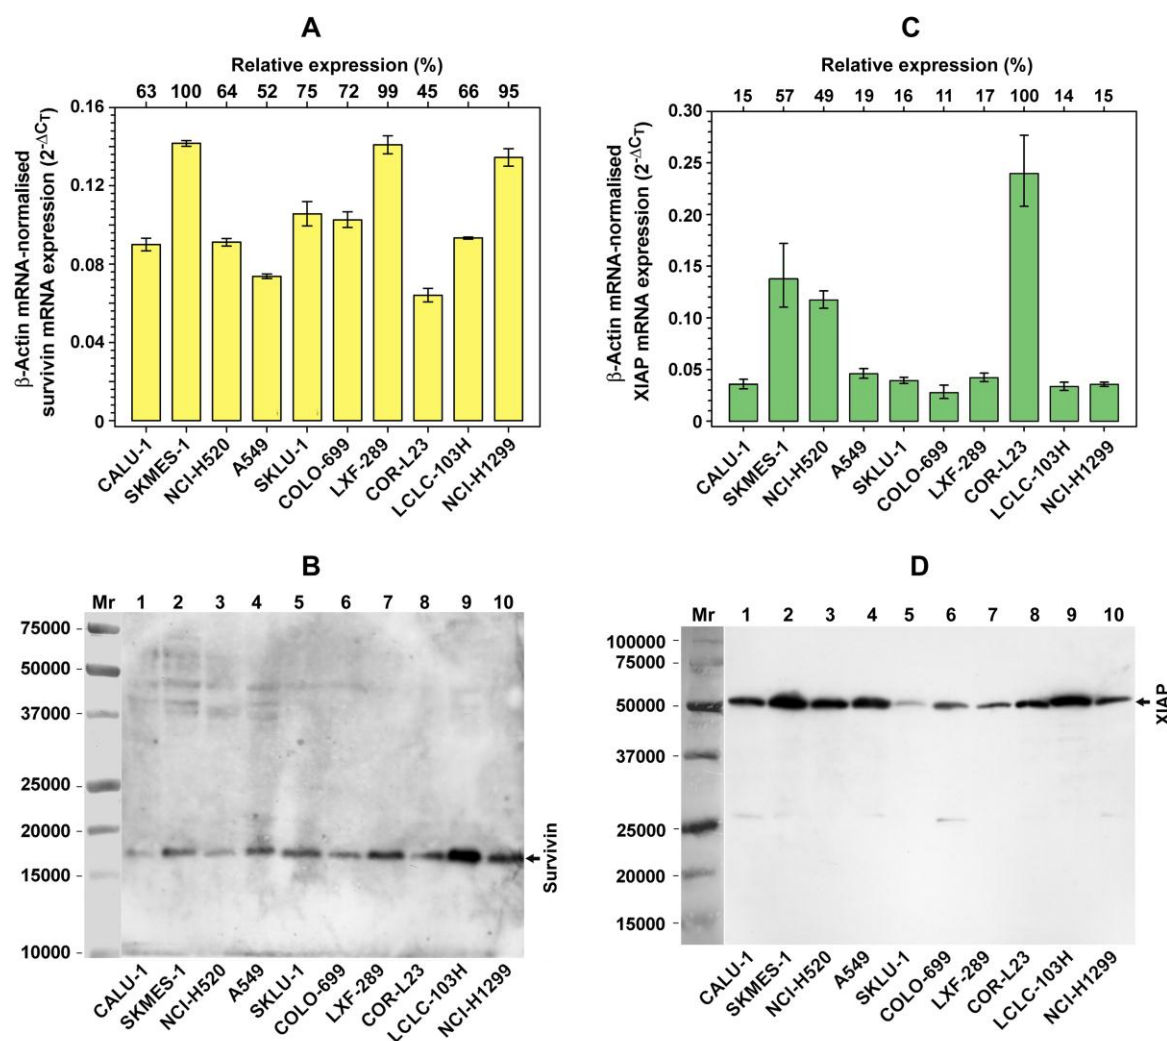 A
Relative expression (%)
63 100 64 52 75 72 99 45 66 95
β-Actin mRNA-normalised
survivin mRNA expression (2-ΔCT)
0.16
0.12
0.08
0.04
0
CALU-1
SKMES-1
NCI-H520
A549
SKLU-1
COLO-699
LXF-289
COR-L23
LCLC-103H
NCI-H1299
C
Relative expression (%)
15 57 49 19 16 11 17 100 14 15
β-Actin mRNA-normalised
XIAP mRNA expression (2-ΔCT)
0.30
0.25
0.20
0.15
0.10
0.05
0
CALU-1
SKMES-1
NCI-H520
A549
SKLU-1
COLO-699
LXF-289
COR-L23
LCLC-103H
NCI-H1299
B
Mr 1 2 3 4 5 6 7 8 9 10
75000
50000
37000
25000
20000
15000
10000
Survivin
CALU-1
SKMES-1
NCI-H520
A549
SKLU-1
COLO-699
LXF-289
COR-L23
LCLC-103H
NCI-H1299
D
Mr 1 2 3 4 5 6 7 8 9 10
100000
75000
50000
37000
25000
20000
15000
XIAP
CALU-1
SKMES-1
NCI-H520
A549
SKLU-1
COLO-699
LXF-289
COR-L23
LCLC-103H
NCI-H1299